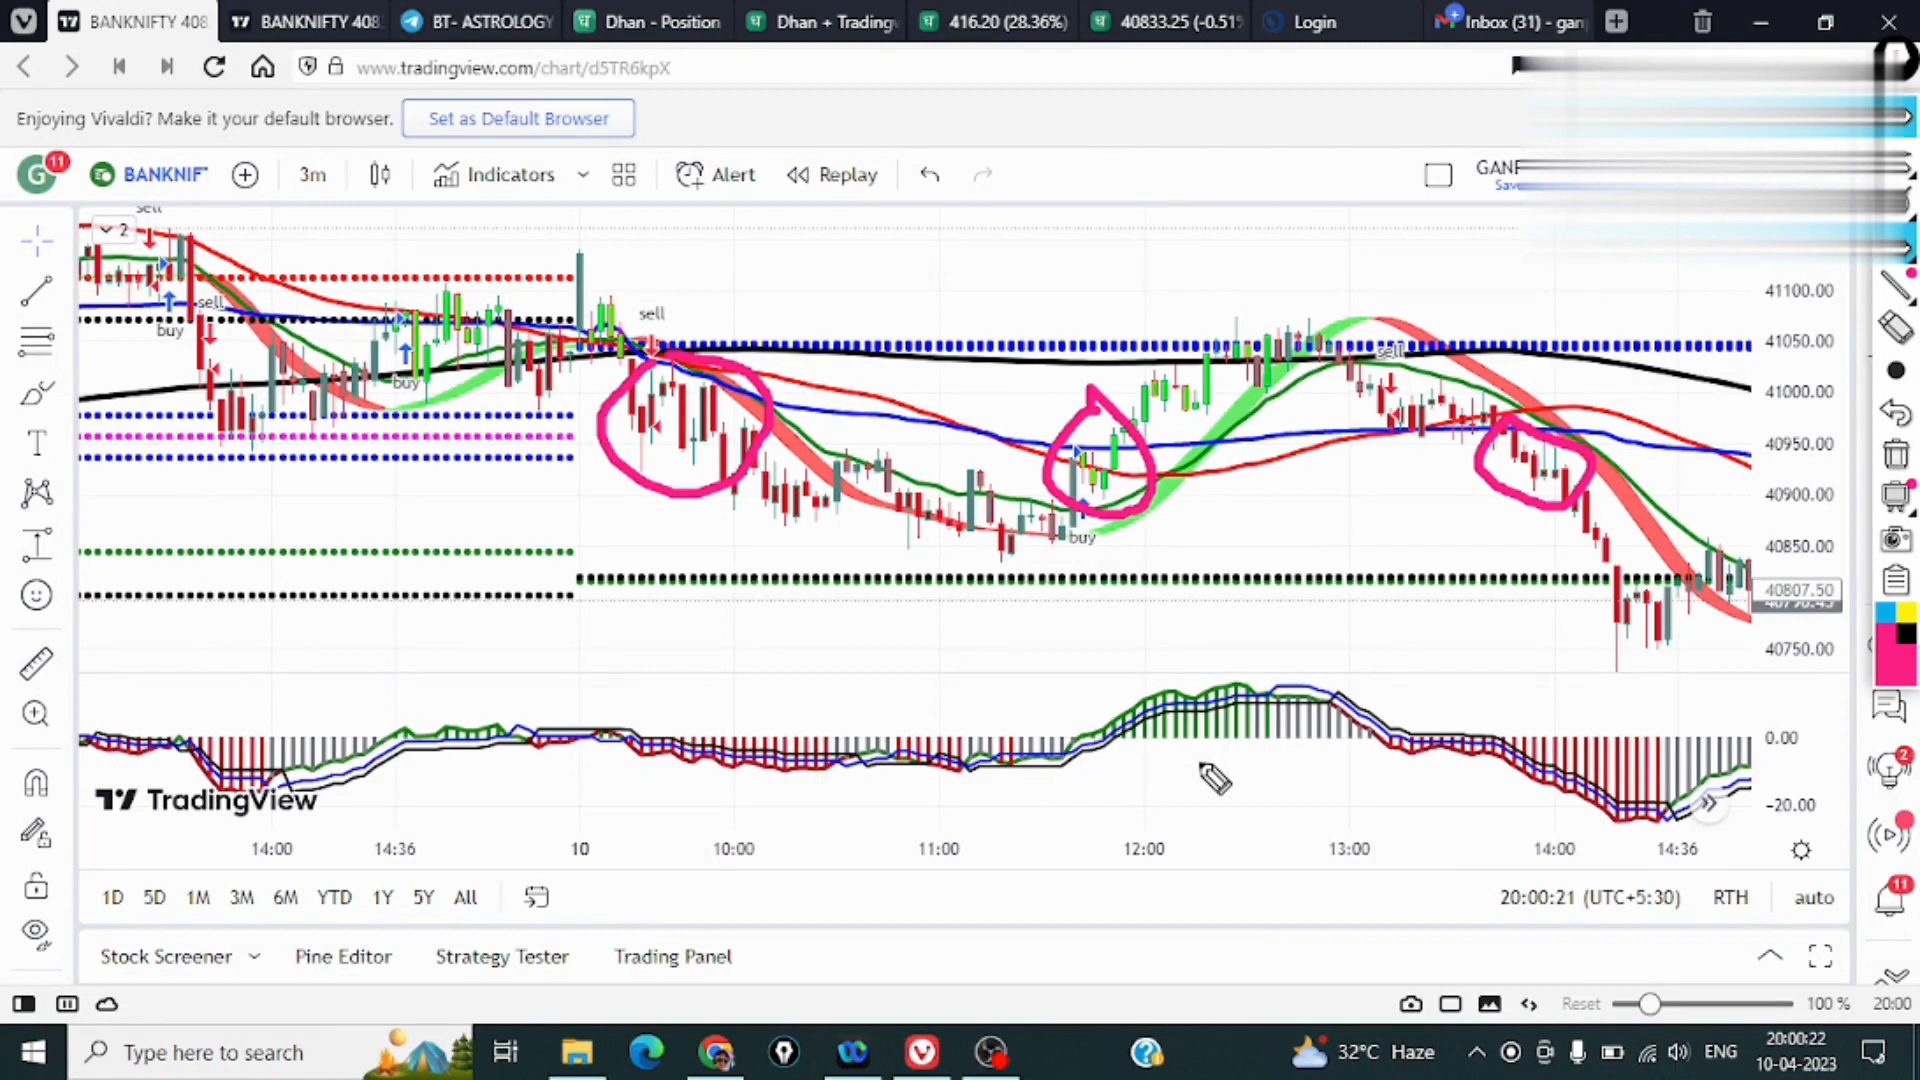 BANKNIFTY 408
BANKNIFTY 408
BT- ASTROLOGY
Dhan - Position
Dhan + Trading
416.20 (28.36%)
40833.25 (-0.51%
Login
Inbox (31) - gan
www.tradingview.com/chart/d5TR6kpX
Enjoying Vivaldi? Make it your default browser.
Set as Default Browser
G
11
BANKNIF
3m
Indicators
Alert
Replay
GANF
Save
sell
2
buy
sell
buy
sell
buy
sell
41100.00
41050.00
41000.00
40950.00
40900.00
40850.00
40807.50
40750.00
0.00
-20.00
TradingView
14:00
14:36
10
10:00
11:00
12:00
13:00
14:00
14:36
1D
5D
1M
3M
6M
YTD
1Y
5Y
All
20:00:21 (UTC+5:30)
RTH
auto
2
11
Stock Screener
Pine Editor
Strategy Tester
Trading Panel
Reset
100 %
20:00
Type here to search
32°C Haze
ENG
20:00:22
10-04-2023